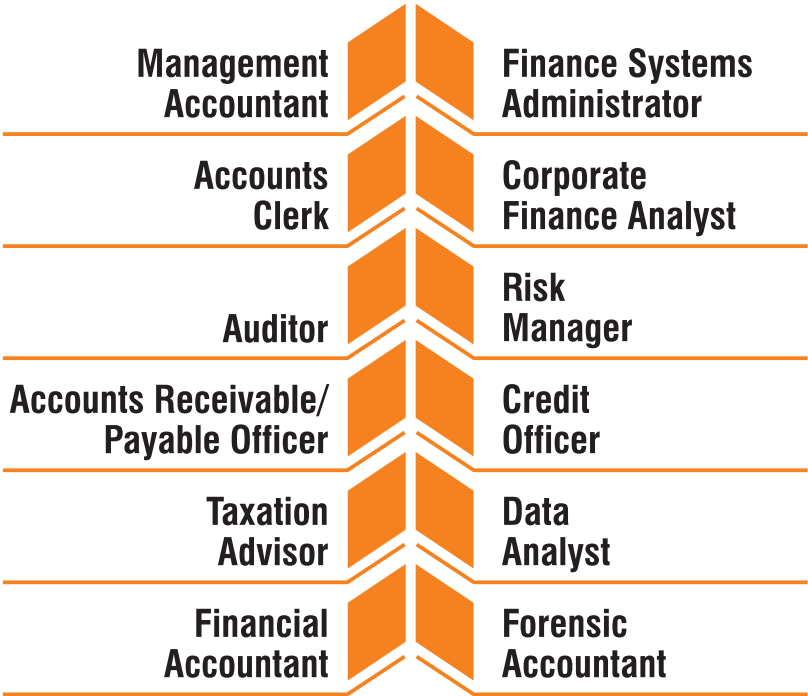 Management
Accountant
Finance Systems
Administrator
Accounts
Clerk
Corporate
Finance Analyst
Auditor
Risk
Manager
Accounts Receivable/
Payable Officer
Credit
Officer
Taxation
Advisor
Data
Analyst
Financial
Accountant
Forensic
Accountant